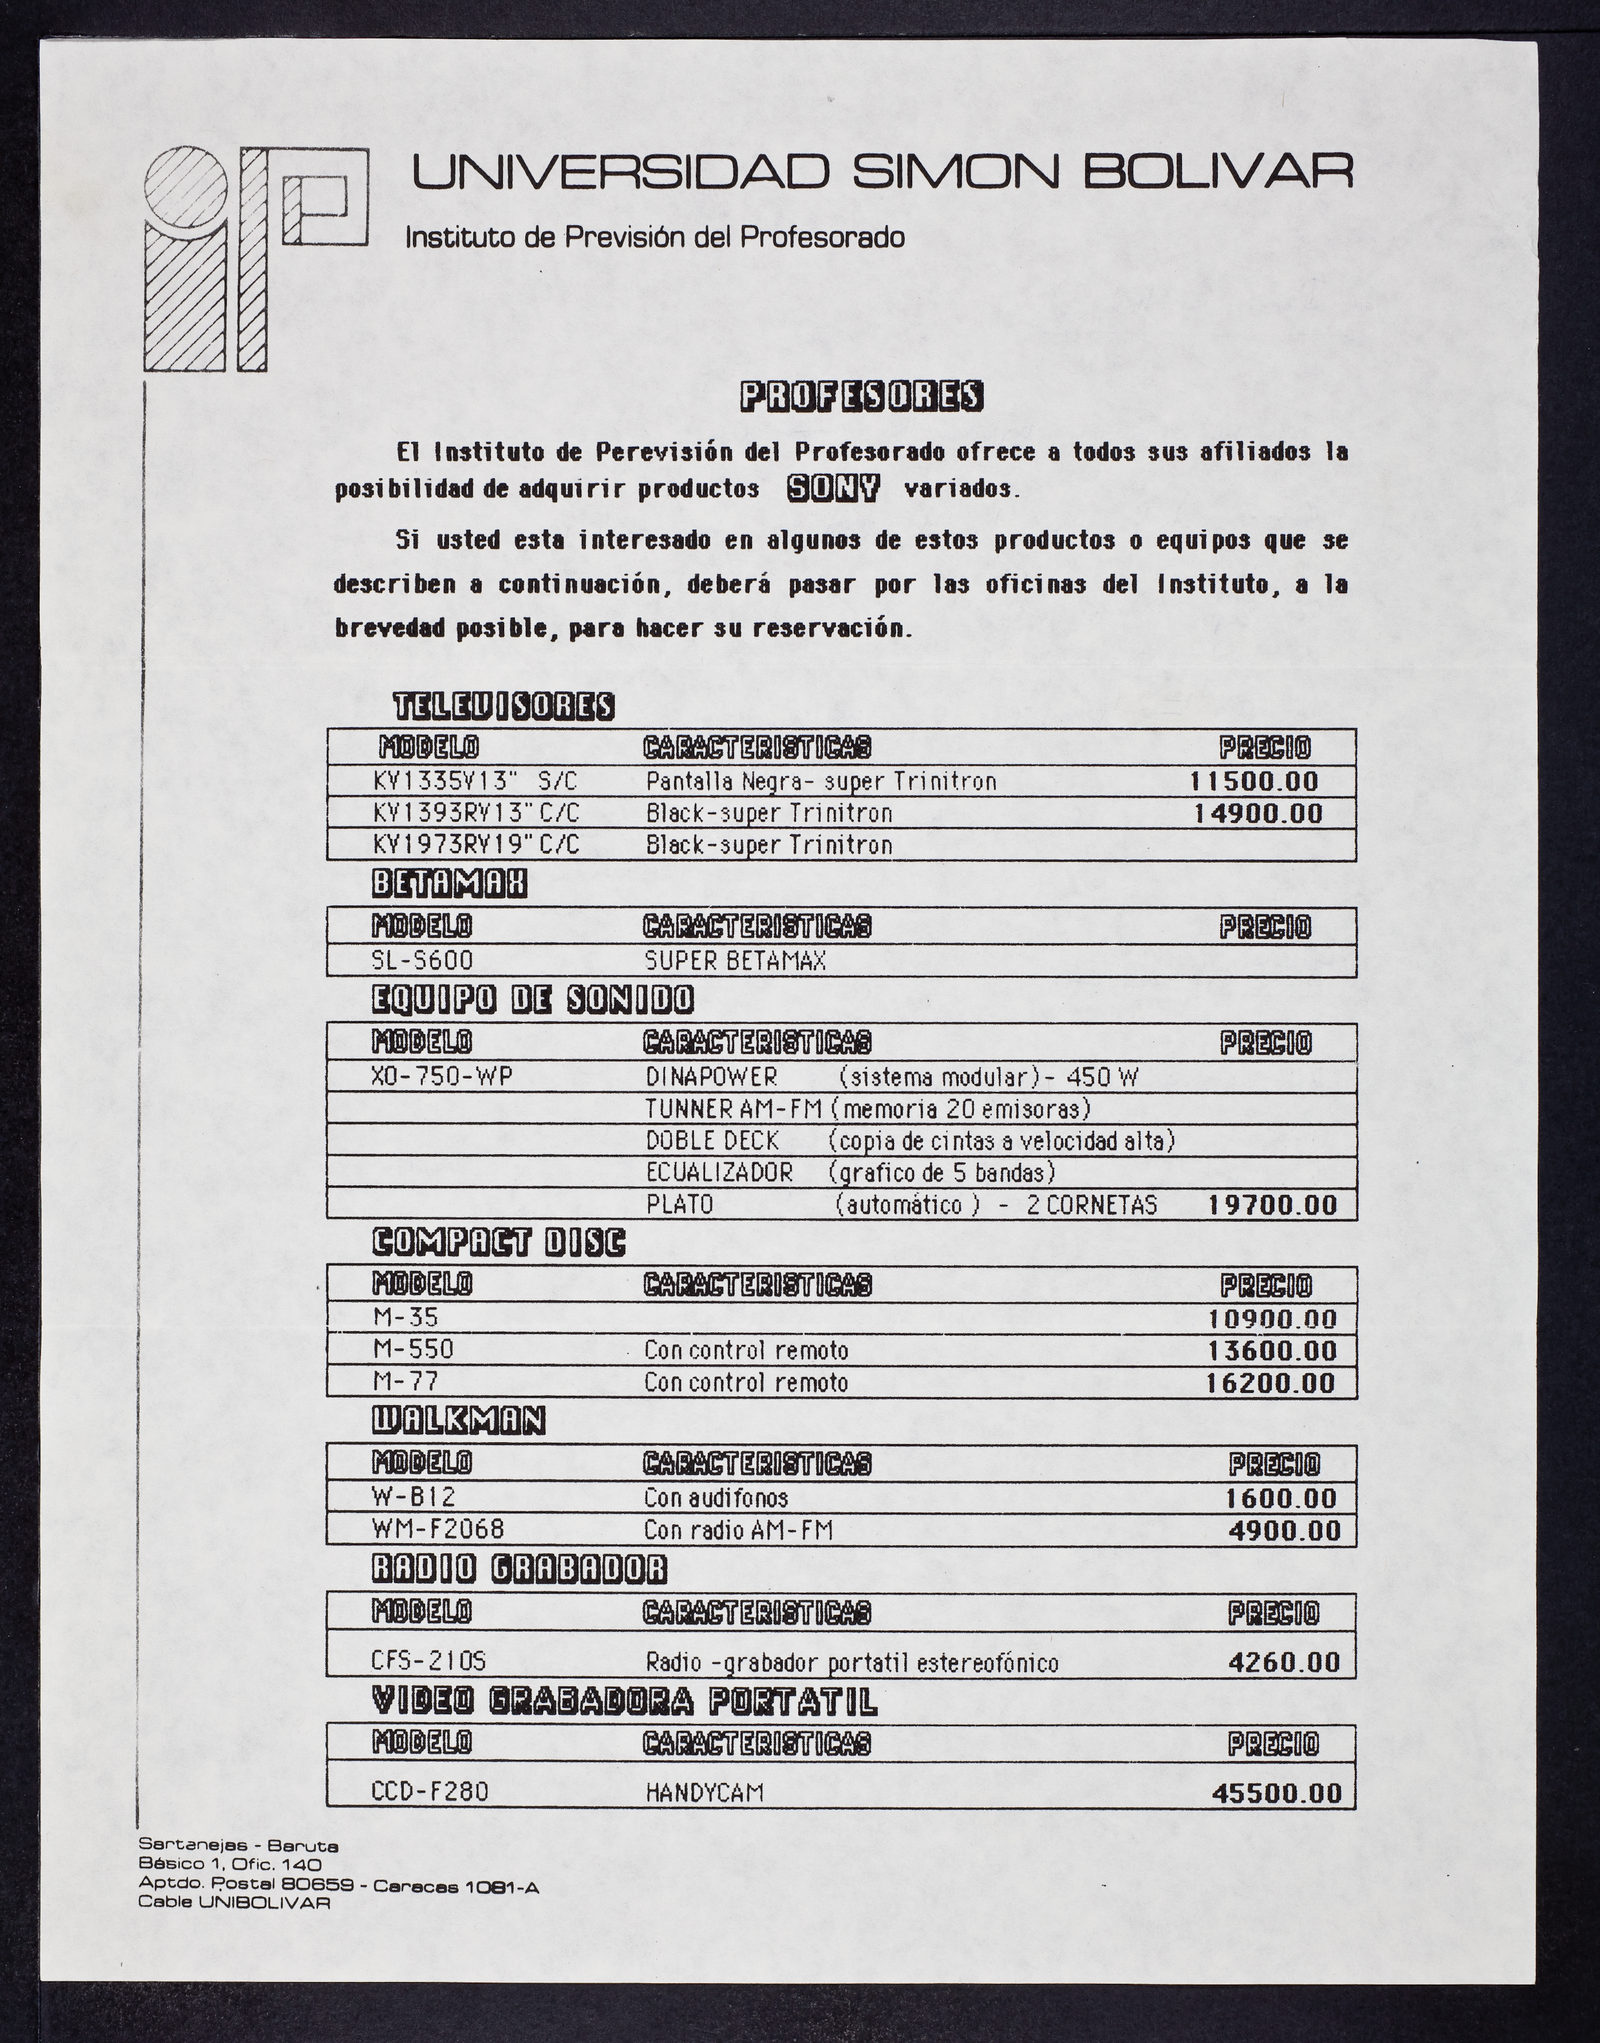 UNIVERSIDAD SIMON BOLIVAR
Instituto de Previsión del Profesorado
PROFESORES
El Instituto de Perevisión del Profesorado ofrece a todos sus afiliados la
posibilidad de adquirir productos SONY variados.
Si usted esta interesado en algunos de estos productos o equipos que se
describen a continuación, deberá pasar por las oficinas del Instituto, a la
brevedad posible, para hacer su reservación.
TELEVISORES
MODELO CARACTERISTICAS PRECIO
KV1335V13" S/C Pantalla Negra- super Trinitron 11500.00
KV1393RV13" C/C Black-super Trinitron 14900.00
KV1973RV19" C/C Black-super Trinitron
BETAMAX
MODELO CARACTERISTICAS PRECIO
SL-S600 SUPER BETAMAX
EQUIPO DE SONIDO
MODELO CARACTERISTICAS PRECIO
XO-750-WP DINAPOWER (sistema modular)- 450 W
TUNNER AM-FM (memoria 20 emisoras)
DOBLE DECK (copia de cintas a velocidad alta)
ECUALIZADOR (grafico de 5 bandas)
PLATO (automático ) - 2 CORNETAS 19700.00
COMPACT DISC
MODELO CARACTERISTICAS PRECIO
M-35 10900.00
M-550 Con control remoto 13600.00
M-77 Con control remoto 16200.00
WALKMAN
MODELO CARACTERISTICAS PRECIO
W-B12 Con audifonos 1600.00
WM-F2068 Con radio AM-FM 4900.00
RADIO GRABADOR
MODELO CARACTERISTICAS PRECIO
CFS-210S Radio -grabador portatil estereofónico 4260.00
VIDEO GRABADORA PORTATIL
MODELO CARACTERISTICAS PRECIO
CCD-F280 HANDYCAM 45500.00
Sartanejas - Baruta
Básico 1, Ofic. 140
Aptdo. Postal 80659 - Caracas 1081-A
Cable UNIBOLIVAR